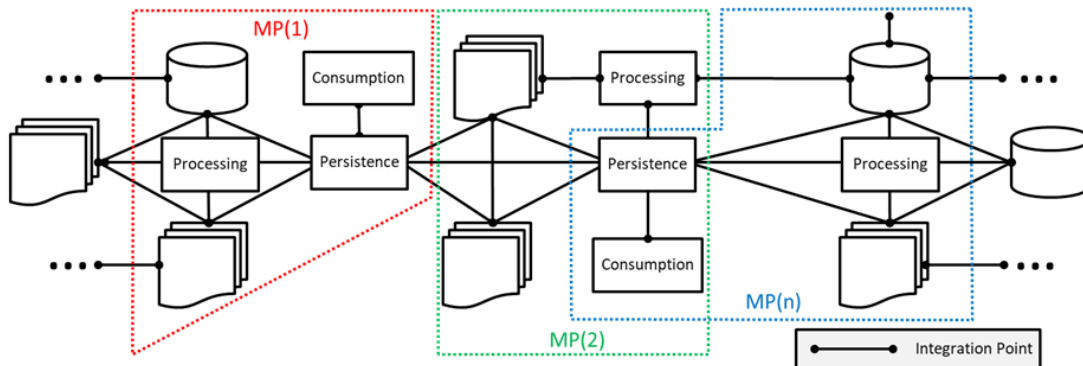 MP(1)
Consumption
Processing
Processing
Persistence
Persistence
Processing
Consumption
MP(n)
MP(2)
Integration Point